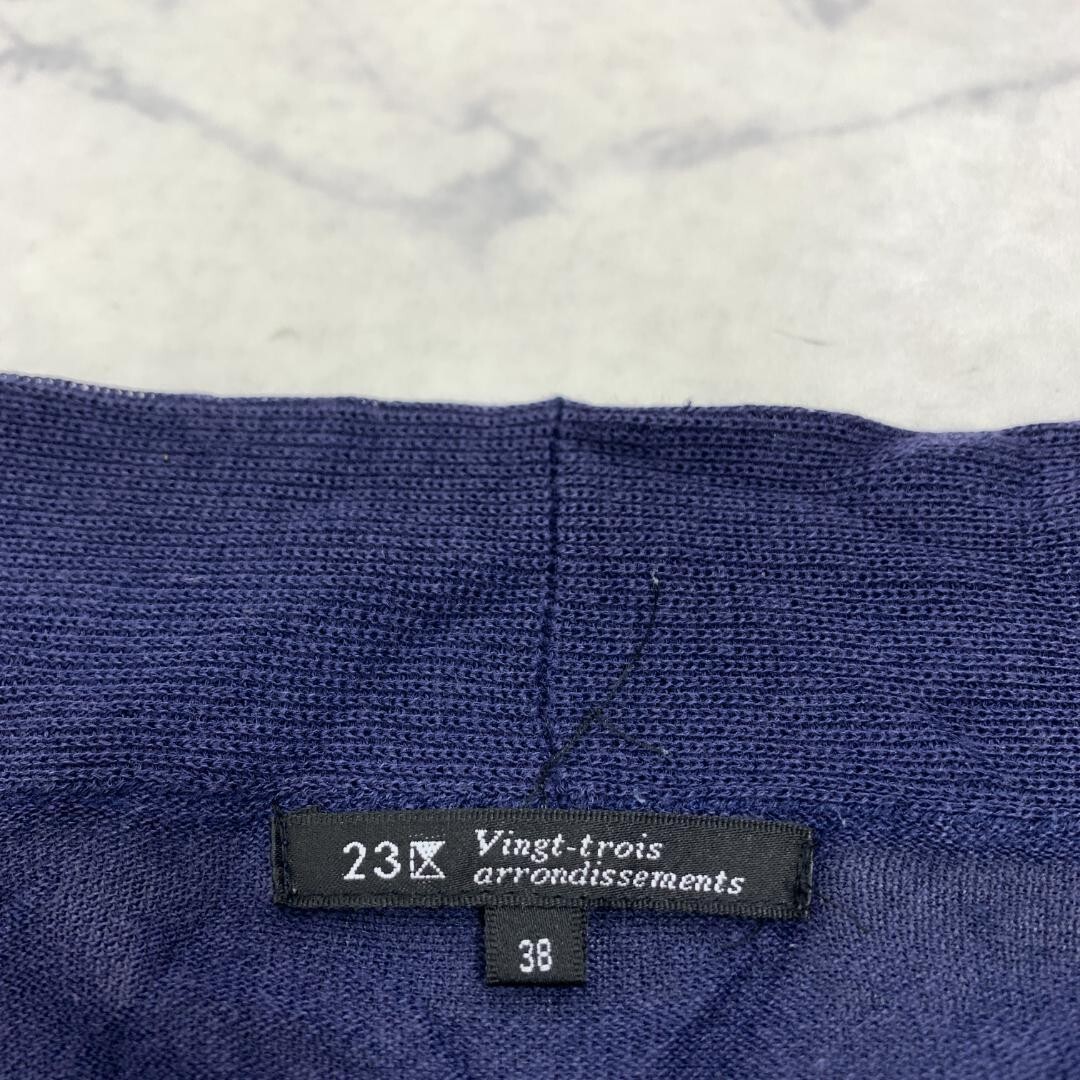 23区 Vingt-trois
arrondissements
38